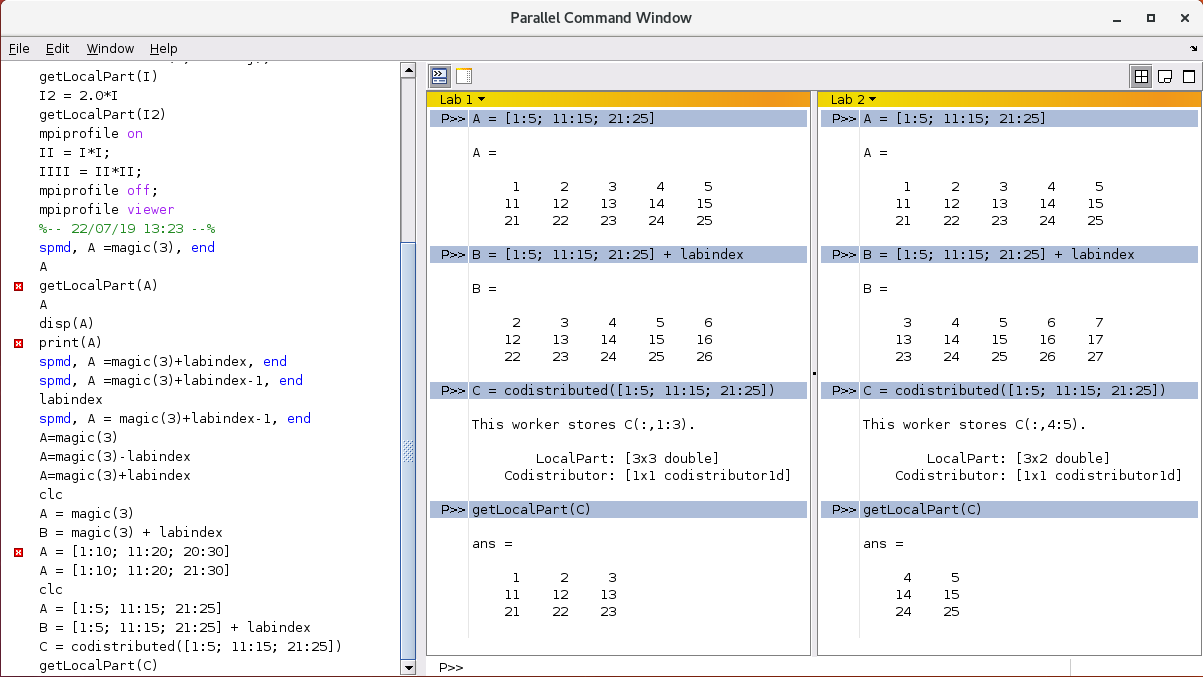 Parallel Command Window
File Edit Window Help
getLocalPart(I)
I2 = 2.0*I
getLocalPart(I2)
mpiprofile on
II = I*I;
IIII = II*II;
mpiprofile off;
mpiprofile viewer
%-- 22/07/19 13:23 --%
spmd, A =magic(3), end
A
getLocalPart(A)
A
disp(A)
print(A)
spmd, A =magic(3)+labindex, end
spmd, A =magic(3)+labindex-1, end
labindex
spmd, A = magic(3)+labindex-1, end
A=magic(3)
A=magic(3)-labindex
A=magic(3)+labindex
clc
A = magic(3)
B = magic(3) + labindex
A = [1:10; 11:20; 20:30]
A = [1:10; 11:20; 21:30]
clc
A = [1:5; 11:15; 21:25]
B = [1:5; 11:15; 21:25] + labindex
C = codistributed([1:5; 11:15; 21:25])
getLocalPart(C)
Lab 1
P>> A = [1:5; 11:15; 21:25]
A =
1 2 3 4 5
11 12 13 14 15
21 22 23 24 25
P>> B = [1:5; 11:15; 21:25] + labindex
B =
2 3 4 5 6
12 13 14 15 16
22 23 24 25 26
P>> C = codistributed([1:5; 11:15; 21:25])
This worker stores C(:,1:3).
LocalPart: [3x3 double]
Codistributor: [1x1 codistributor1d]
P>> getLocalPart(C)
ans =
1 2 3
11 12 13
21 22 23
Lab 2
P>> A = [1:5; 11:15; 21:25]
A =
1 2 3 4 5
11 12 13 14 15
21 22 23 24 25
P>> B = [1:5; 11:15; 21:25] + labindex
B =
3 4 5 6 7
13 14 15 16 17
23 24 25 26 27
P>> C = codistributed([1:5; 11:15; 21:25])
This worker stores C(:,4:5).
LocalPart: [3x2 double]
Codistributor: [1x1 codistributor1d]
P>> getLocalPart(C)
ans =
4 5
14 15
24 25
P>>